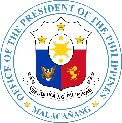 OFFICE OF THE PRESIDENT OF THE PHILIPPINES
MALACAÑANG